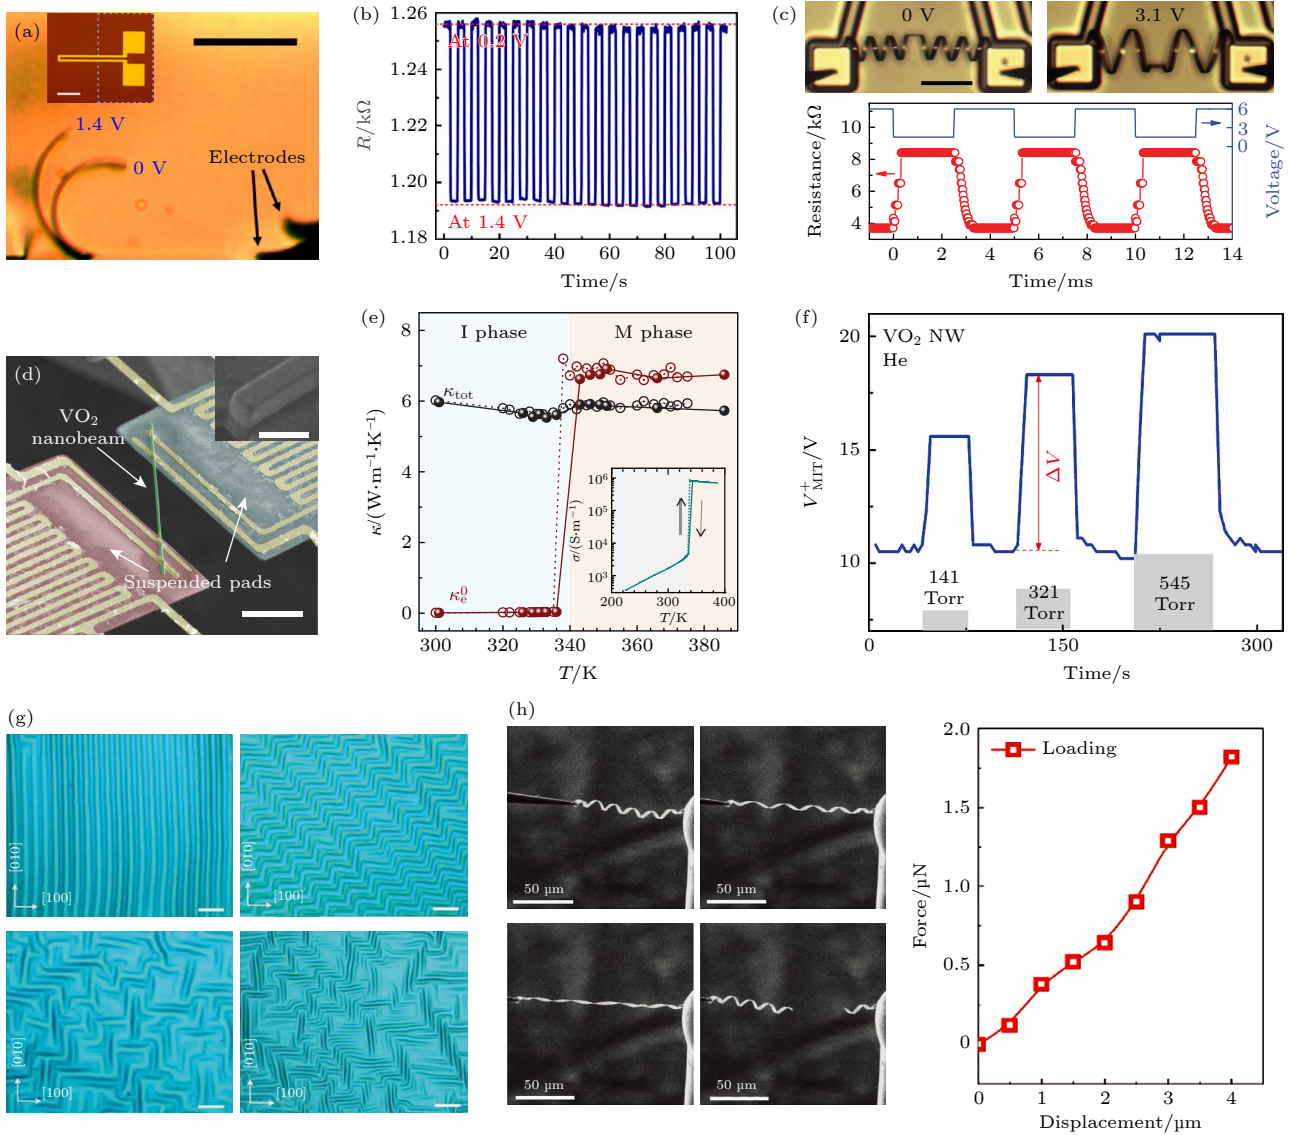 (a)
1.4 V
0 V
Electrodes
(b)
1.26
1.24
1.22
1.20
1.18
R/kΩ
At 0.2 V
At 1.4 V
0
20
40
60
80
100
Time/s
(c)
0 V
3.1 V
10
8
6
4
Resistance/kΩ
6
3
0
Voltage/V
0
2
4
6
8
10
12
14
Time/ms
(d)
VO₂
nanobeam
Suspended pads
(e)
I phase
M phase
8
6
4
2
0
κ/(W·m⁻¹·K⁻¹)
κtot
κe⁰
10⁶
10⁵
10⁴
10³
σ/(S·m⁻¹)
200
300
400
T/K
300
320
340
360
380
T/K
(f)
VO₂ NW
He
20
15
10
V⁺MIT/V
ΔV
141
Torr
321
Torr
545
Torr
0
150
300
Time/s
(g)
[010]
[100]
[010]
[100]
[010]
[100]
[010]
[100]
(h)
50 µm
50 µm
50 µm
50 µm
2.0
1.5
1.0
0.5
0
Force/µN
Loading
0
1
2
3
4
Displacement/µm